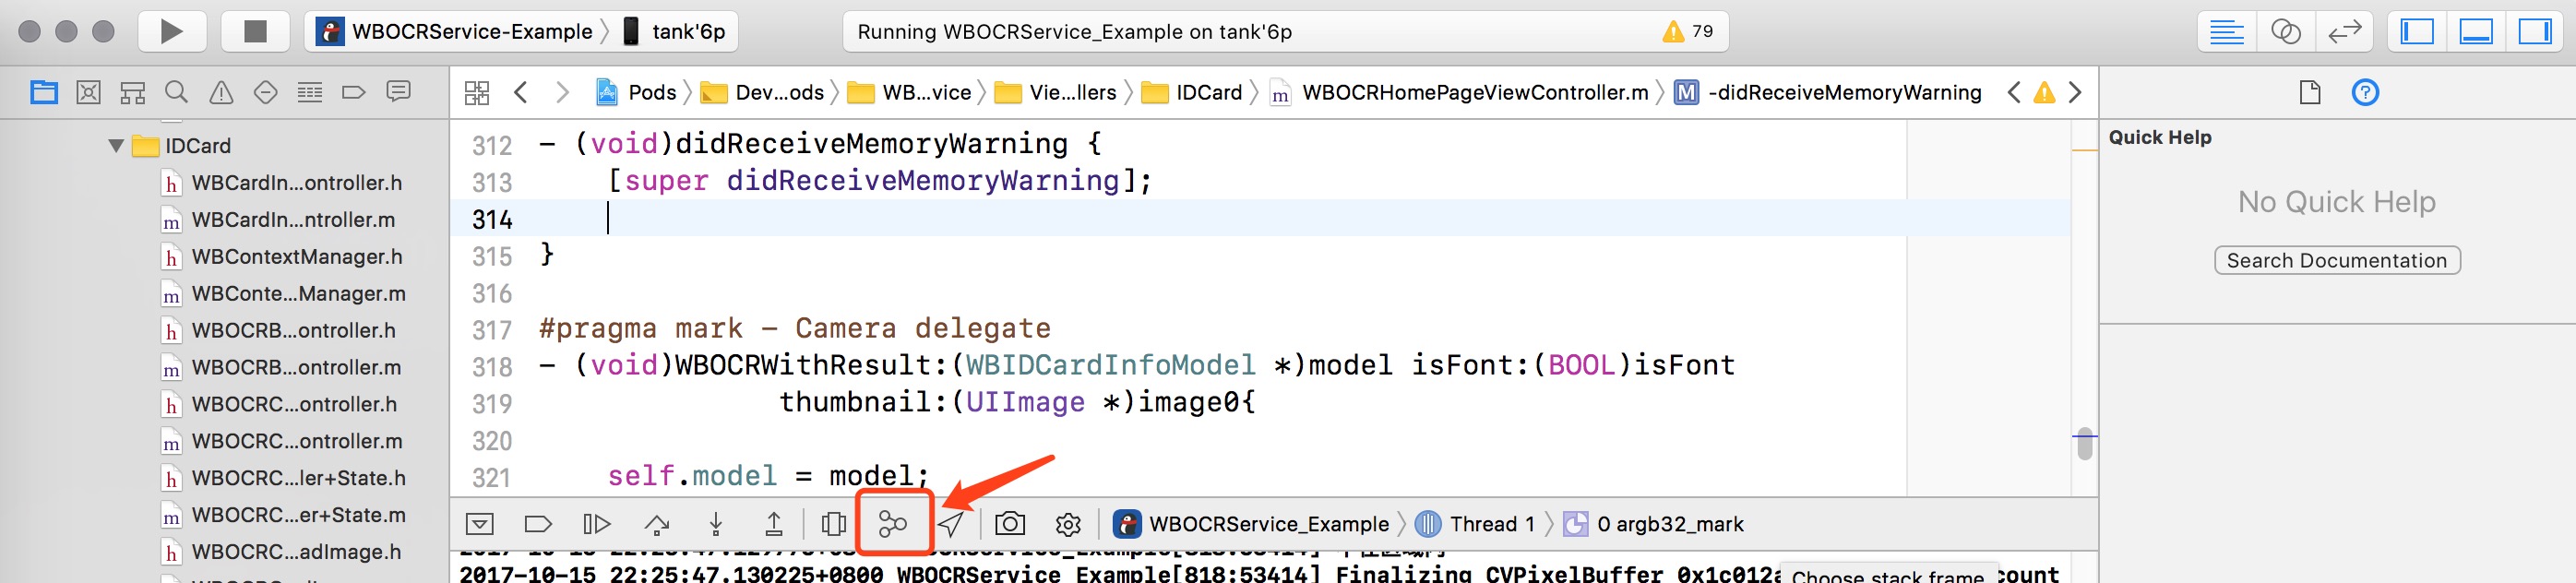 WBOCRService-Example 〉 tank'6p
Running WBOCRService_Example on tank'6p
79
Pods 〉 Dev...ods 〉 WB...vice 〉 Vie...llers 〉 IDCard 〉 m WBOCRHomePageViewController.m 〉 M -didReceiveMemoryWarning
IDCard
h WBCardIn...ontroller.h
m WBCardIn...ntroller.m
h WBContextManager.h
m WBConte...Manager.m
h WBOCRB...ontroller.h
m WBOCRB...ontroller.m
h WBOCRC...ontroller.h
m WBOCRC...ontroller.m
h WBOCRC...ler+State.h
m WBOCRC...er+State.m
h WBOCRC...adImage.h
312 - (void)didReceiveMemoryWarning {
313 [super didReceiveMemoryWarning];
314
315 }
316
317 #pragma mark - Camera delegate
318 - (void)WBOCRWithResult:(WBIDCardInfoModel *)model isFont:(BOOL)isFont
319 thumbnail:(UIImage *)image0{
320
321 self.model = model;
Quick Help
No Quick Help
Search Documentation
WBOCRService_Example 〉 Thread 1 〉 0 argb32_mark
2017-10-15 22:25:47.130225+0800 WBOCRService_Example[818:53414] Finalizing CVPixelBuffer
Choose stack frame
count